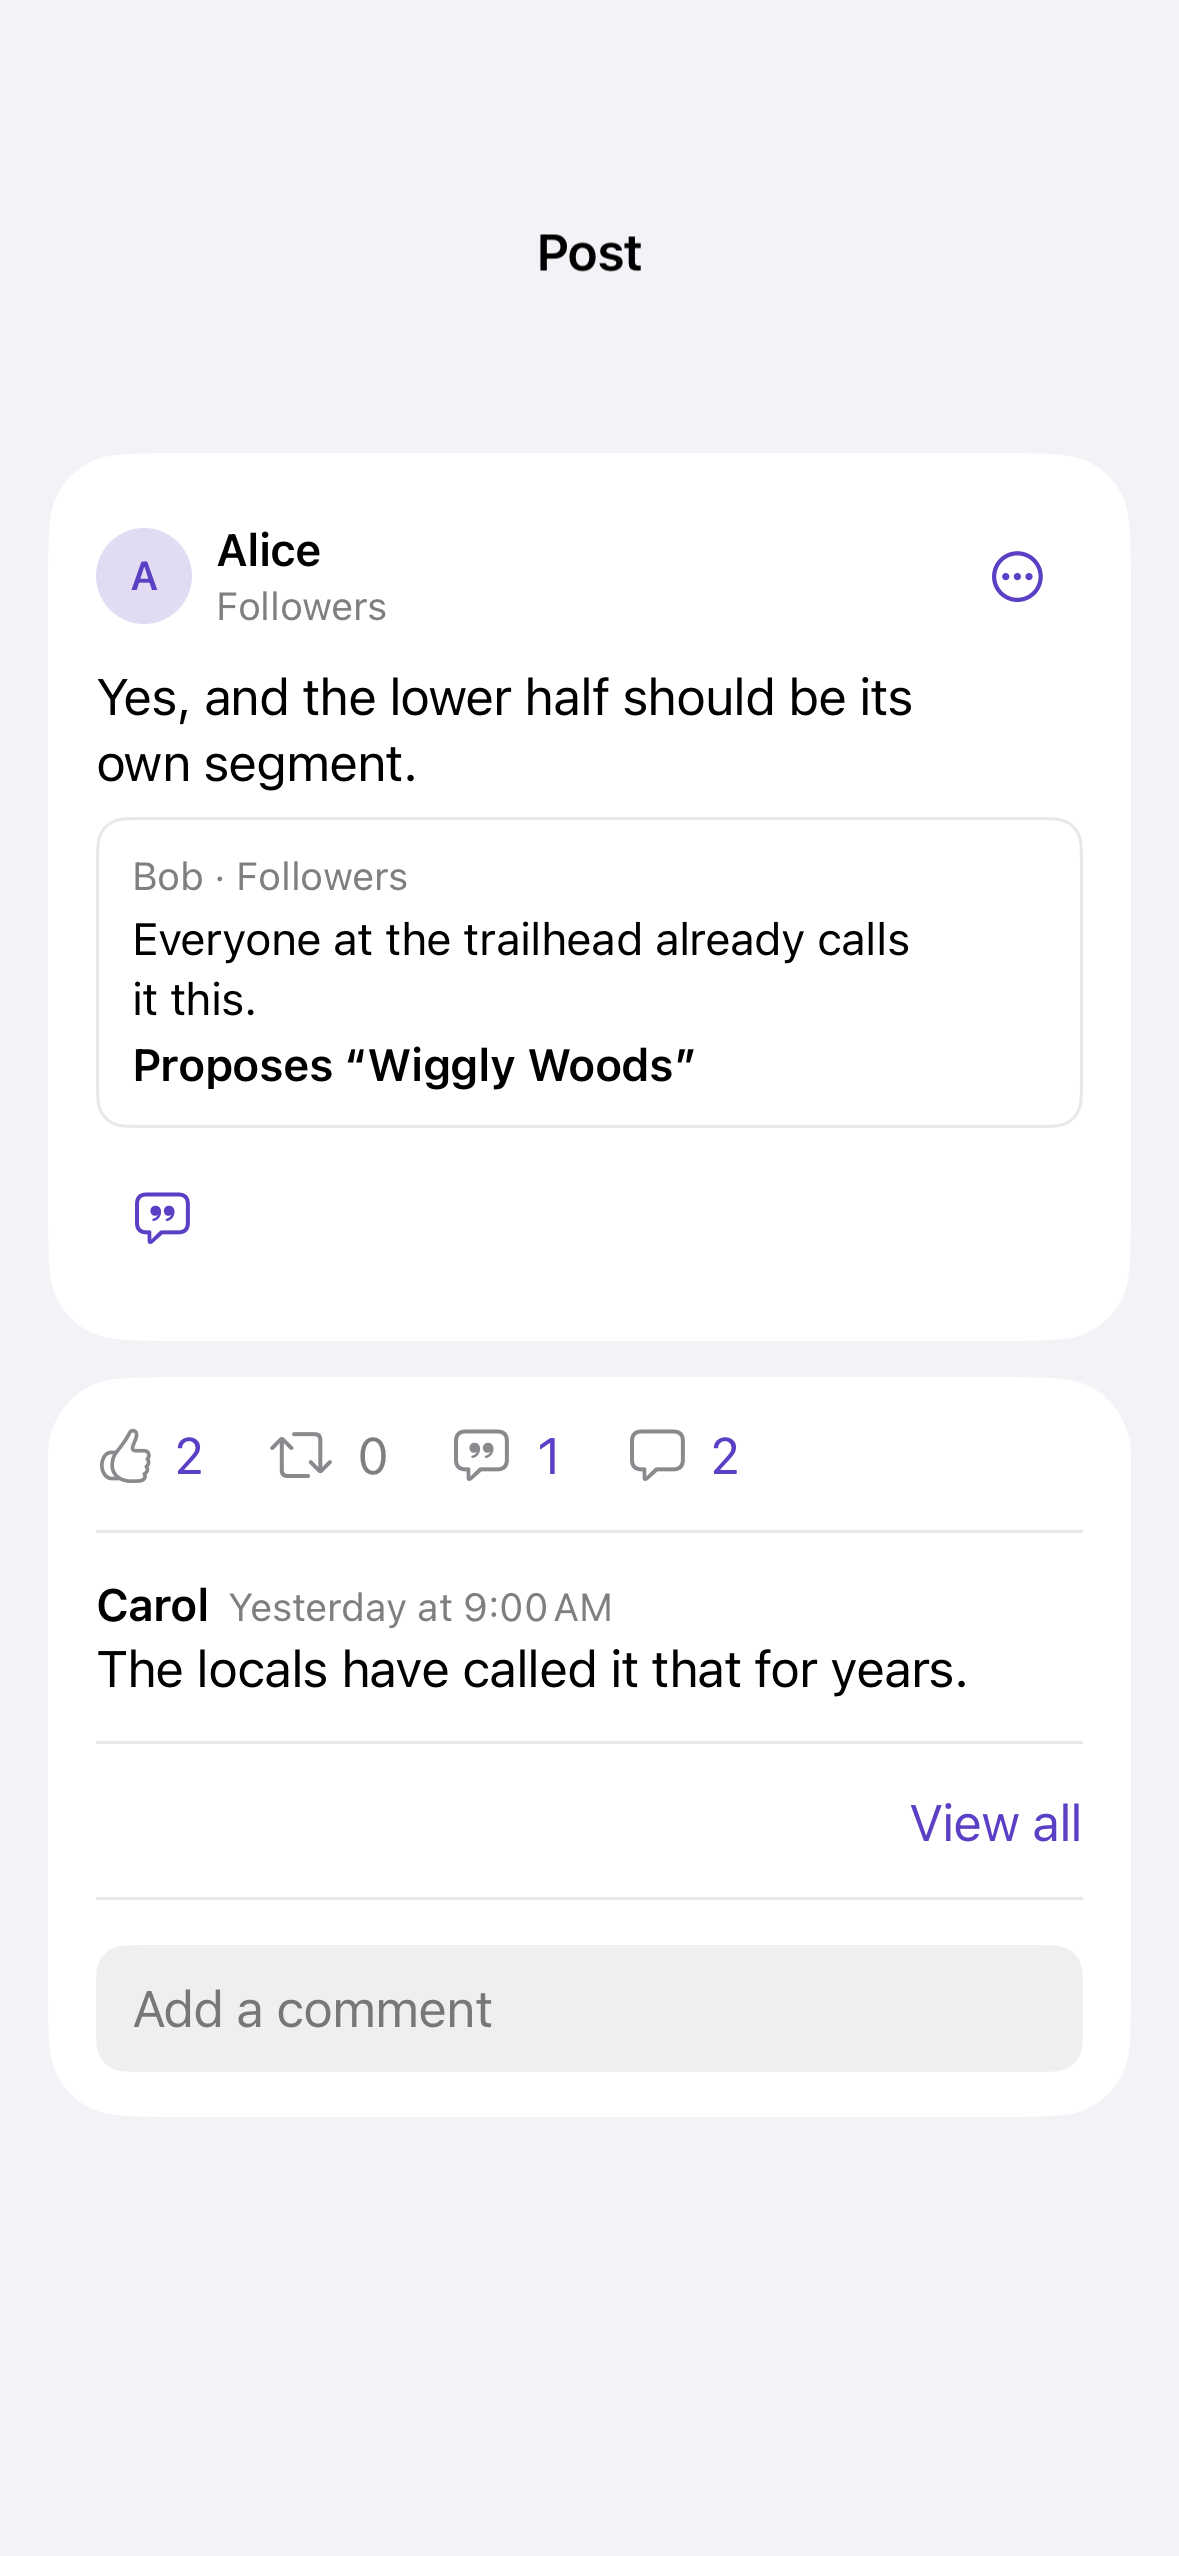 Post
A
Alice
Followers
Yes, and the lower half should be its
own segment.
Bob · Followers
Everyone at the trailhead already calls
it this.
Proposes “Wiggly Woods”
2 0 1 2
Carol Yesterday at 9:00 AM
The locals have called it that for years.
View all
Add a comment